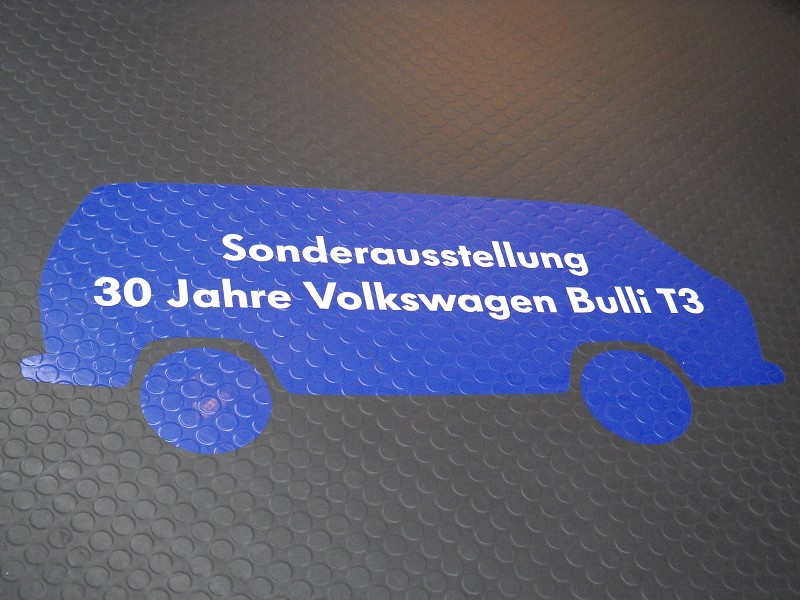 Sonderausstellung
30 Jahre Volkswagen Bulli T3